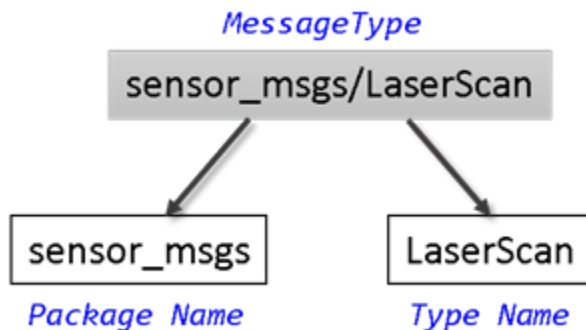 MessageType
sensor_msgs/LaserScan
sensor_msgs
LaserScan
Package Name
Type Name